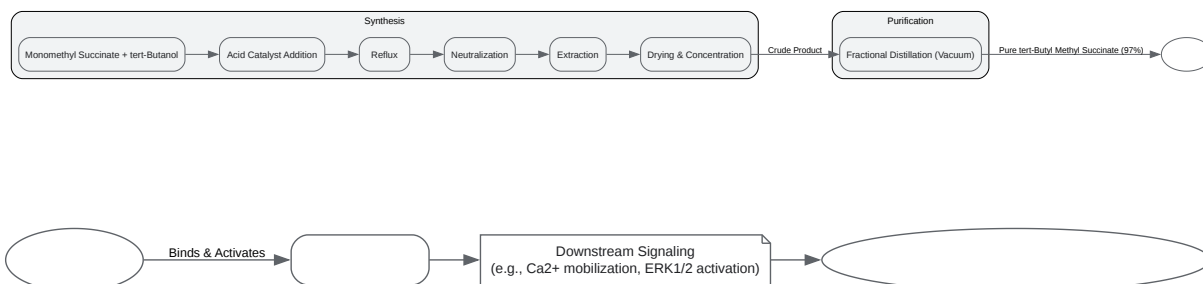 Synthesis
Purification
Monomethyl Succinate + tert-Butanol
Acid Catalyst Addition
Reflux
Neutralization
Extraction
Drying & Concentration
Crude Product
Fractional Distillation (Vacuum)
Pure tert-Butyl Methyl Succinate (97%)
Binds & Activates
Downstream Signaling
(e.g., Ca2+ mobilization, ERK1/2 activation)